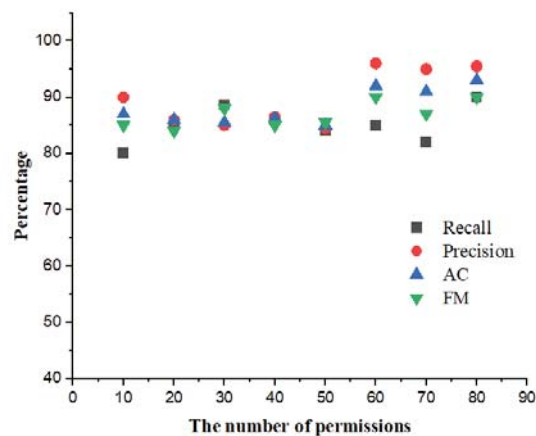 100
90
80
70
60
50
40
Percentage
0 10 20 30 40 50 60 70 80 90
The number of permissions
Recall
Precision
AC
FM